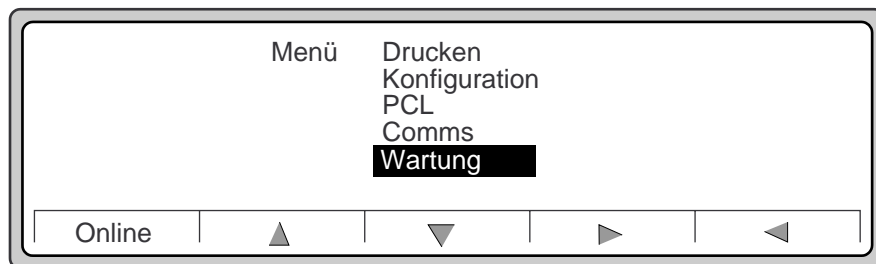 Menü Drucken
Konfiguration
PCL
Comms
Wartung
Online